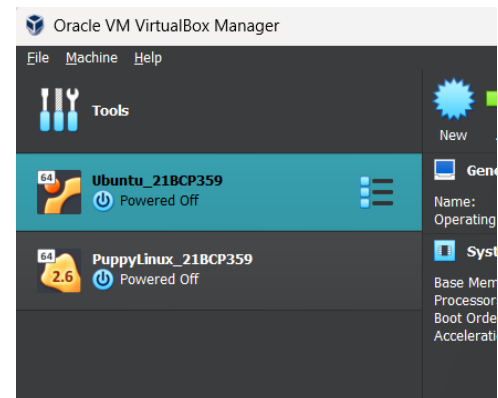 Oracle VM VirtualBox Manager
File Machine Help
Tools
New
64
Ubuntu_21BCP359
Powered Off
64
2.6
PuppyLinux_21BCP359
Powered Off
Gene
Name:
Operating
Syst
Base Mem
Processor
Boot Orde
Accelerati